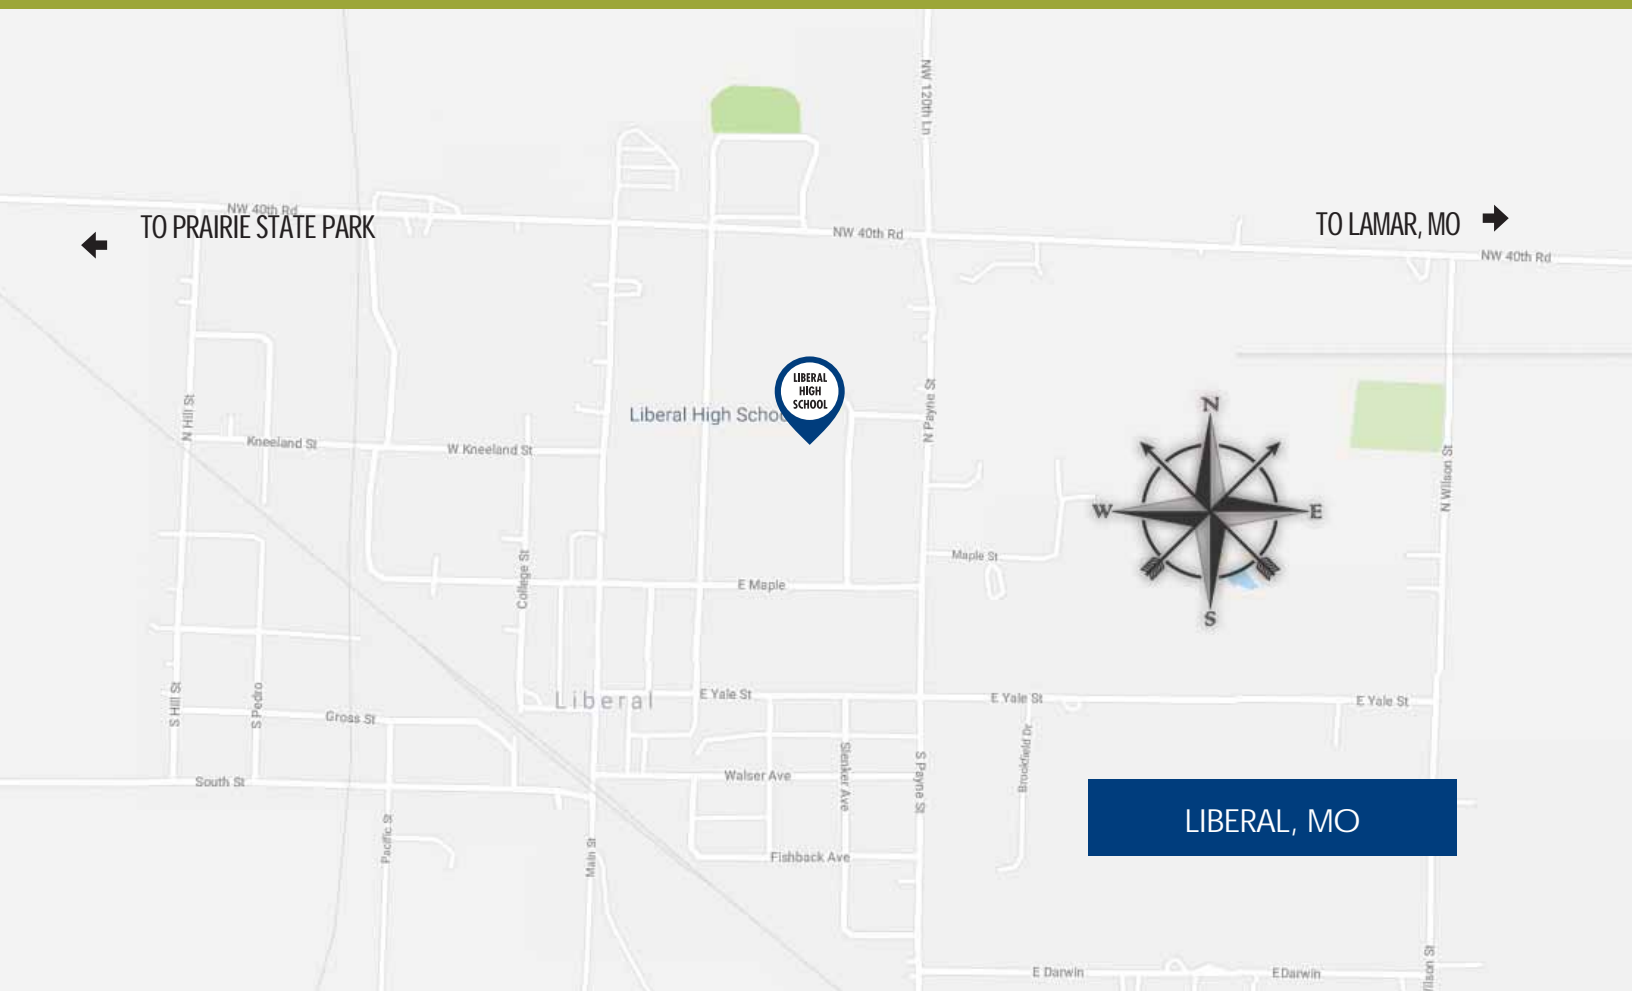 NW 120th Ln
NW 40th Rd
TO PRAIRIE STATE PARK
TO LAMAR, MO
NW 40th Rd
NW 40th Rd
LIBERAL
HIGH
SCHOOL
Liberal High Schoo
N Hill St
N Payne St
N
Kneeland St
W Kneeland St
N Wilson St
W
E
Maple St
College St
E Maple
S
S Hill St
S Pedro
Liberal
E Yale St
E Yale St
E Yale St
Gross St
Brookfield Dr
South St
Walser Ave
Slenker Ave
S Payne St
LIBERAL, MO
Pacific St
Main St
Fishback Ave
E Darwin
E Darwin
ilson St